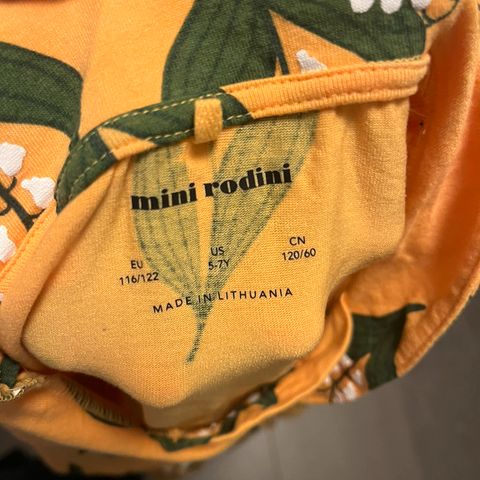 mini rodini
EU US CN
116/122 5-7Y 120/60
MADE IN LITHUANIA